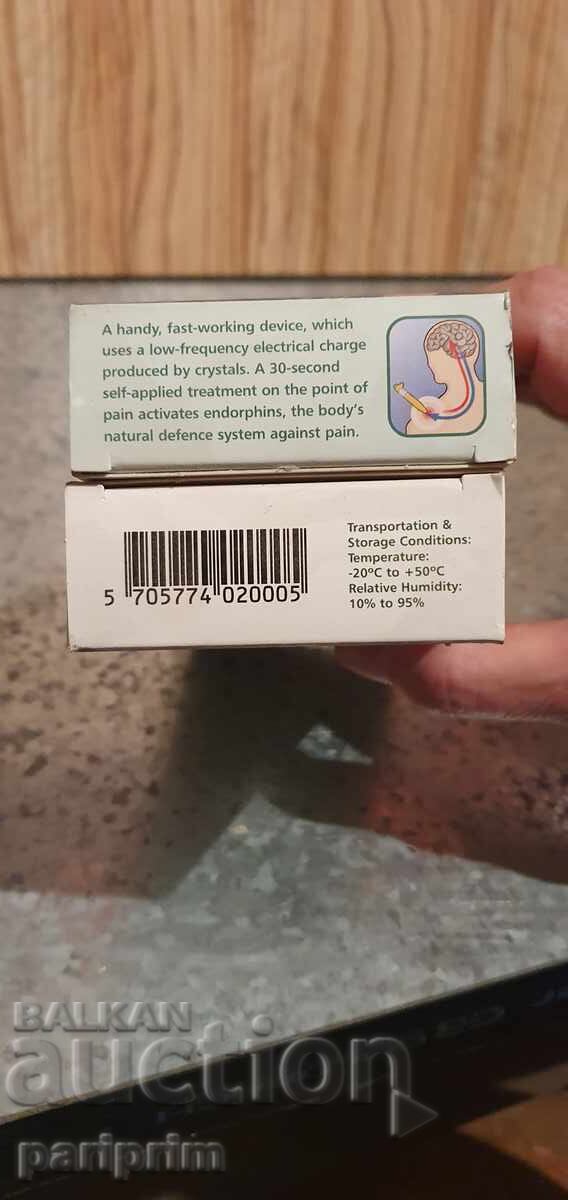 A handy, fast-working device, which
uses a low-frequency electrical charge
produced by crystals. A 30-second
self-applied treatment on the point of
pain activates endorphins, the body's
natural defence system against pain.
5 705774 020005
Transportation &
Storage Conditions:
Temperature:
-20ºC to +50ºC
Relative Humidity:
10% to 95%
BALKAN
auction
pariprim